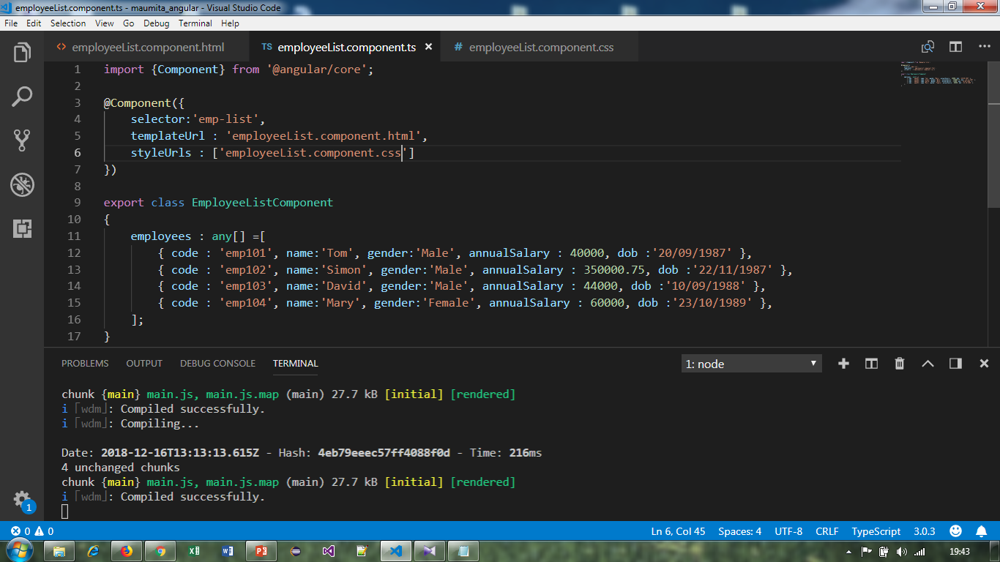 employeeList.component.ts - maumita_angular - Visual Studio Code
File Edit Selection View Go Debug Terminal Help
<> employeeList.component.html TS employeeList.component.ts × # employeeList.component.css ...
1 import {Component} from '@angular/core';
2
3 @Component({
4 selector:'emp-list',
5 templateUrl : 'employeeList.component.html',
6 styleUrls : ['employeeList.component.css']
7 })
8
9 export class EmployeeListComponent
10 {
11 employees : any[] =[
12 { code : 'emp101', name:'Tom', gender:'Male', annualSalary : 40000, dob :'20/09/1987' },
13 { code : 'emp102', name:'Simon', gender:'Male', annualSalary : 350000.75, dob :'22/11/1987' },
14 { code : 'emp103', name:'David', gender:'Male', annualSalary : 44000, dob :'10/09/1988' },
15 { code : 'emp104', name:'Mary', gender:'Female', annualSalary : 60000, dob :'23/10/1989' },
16 ];
17 }
PROBLEMS OUTPUT DEBUG CONSOLE TERMINAL 1: node
chunk {main} main.js, main.js.map (main) 27.7 kB [initial] [rendered]
i ⌈wdm⌋: Compiled successfully.
i ⌈wdm⌋: Compiling...
Date: 2018-12-16T13:13:13.615Z - Hash: 4eb79eeec57ff4088f0d - Time: 216ms
4 unchanged chunks
chunk {main} main.js, main.js.map (main) 27.7 kB [initial] [rendered]
i ⌈wdm⌋: Compiled successfully.
1
0 0 Ln 6, Col 45 Spaces: 4 UTF-8 CRLF TypeScript 3.0.3
19:43